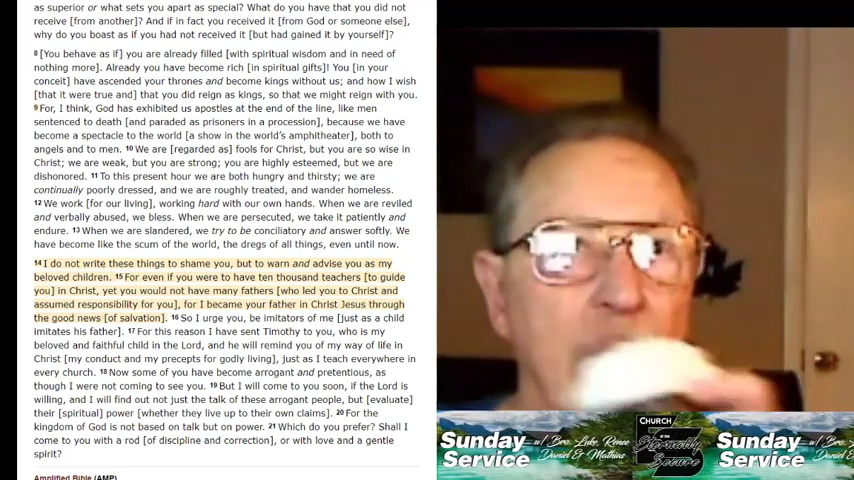 as superior or what sets you apart as special? What do you have that you did not
receive [from another]? And if in fact you received it [from God or someone else],
why do you boast as if you had not received it [but had gained it by yourself]?
8 [You behave as if] you are already filled [with spiritual wisdom and in need of
nothing more]. Already you have become rich [in spiritual gifts]! You [in your
conceit] have ascended your thrones and become kings without us; and how I wish
[that it were true and] that you did reign as kings, so that we might reign with you.
9 For, I think, God has exhibited us apostles at the end of the line, like men
sentenced to death [and paraded as prisoners in a procession], because we have
become a spectacle to the world [a show in the world's amphitheater], both to
angels and to men. 10 We are [regarded as] fools for Christ, but you are so wise in
Christ; we are weak, but you are strong; you are highly esteemed, but we are
dishonored. 11 To this present hour we are both hungry and thirsty; we are
continually poorly dressed, and we are roughly treated, and wander homeless.
12 We work [for our living], working hard with our own hands. When we are reviled
and verbally abused, we bless. When we are persecuted, we take it patiently and
endure. 13 When we are slandered, we try to be conciliatory and answer softly. We
have become like the scum of the world, the dregs of all things, even until now.
14 I do not write these things to shame you, but to warn and advise you as my
beloved children. 15 For even if you were to have ten thousand teachers [to guide
you] in Christ, yet you would not have many fathers [who led you to Christ and
assumed responsibility for you], for I became your father in Christ Jesus through
the good news [of salvation]. 16 So I urge you, be imitators of me [just as a child
imitates his father]. 17 For this reason I have sent Timothy to you, who is my
beloved and faithful child in the Lord, and he will remind you of my way of life in
Christ [my conduct and my precepts for godly living], just as I teach everywhere in
every church. 18 Now some of you have become arrogant and pretentious, as
though I were not coming to see you. 19 But I will come to you soon, if the Lord is
willing, and I will find out not just the talk of these arrogant people, but [evaluate]
their [spiritual] power [whether they live up to their own claims]. 20 For the
kingdom of God is not based on talk but on power. 21 Which do you prefer? Shall I
come to you with a rod [of discipline and correction], or with love and a gentle
spirit?
Amplified Bible (AMP)
Sunday
Service
w/ Bro. Luke, Renee
Daniel & Mathias
Church
of the
Eternally
Secure
Sunday
Service
w/ Bro. Luke, Renee
Daniel & Mathias